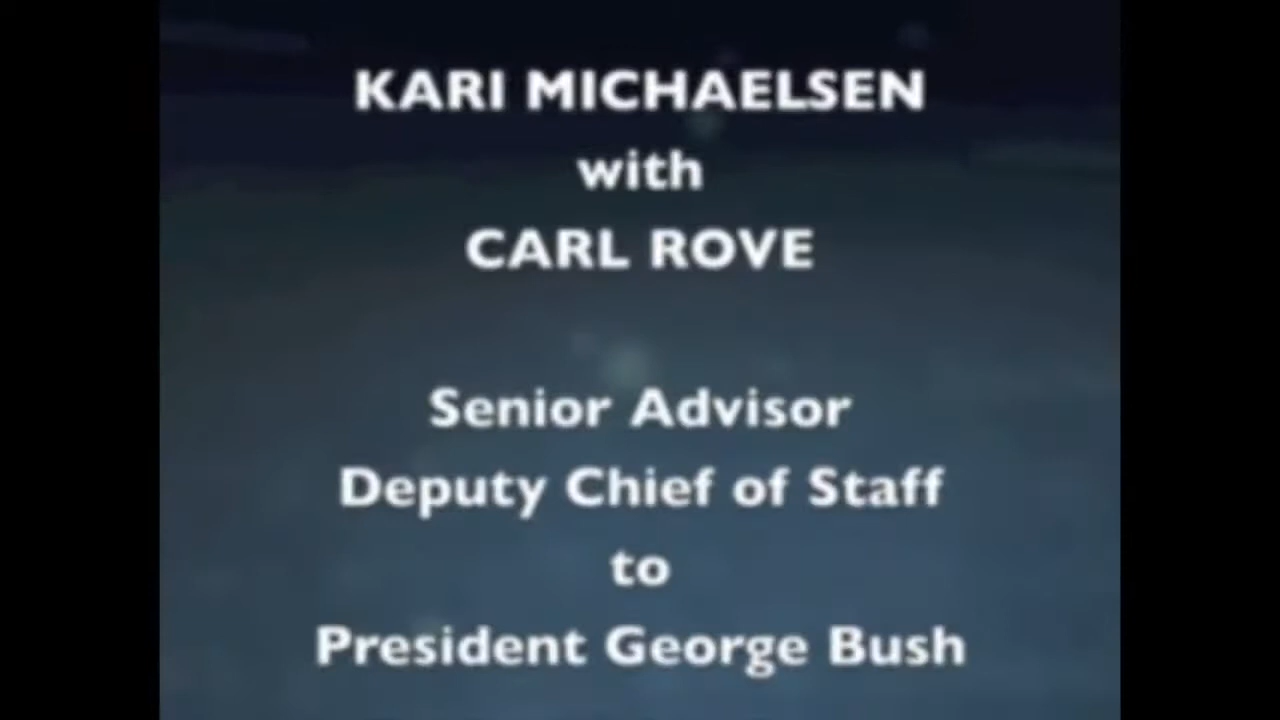 KARI MICHAELSEN
with
CARL ROVE
Senior Advisor
Deputy Chief of Staff
to
President George Bush